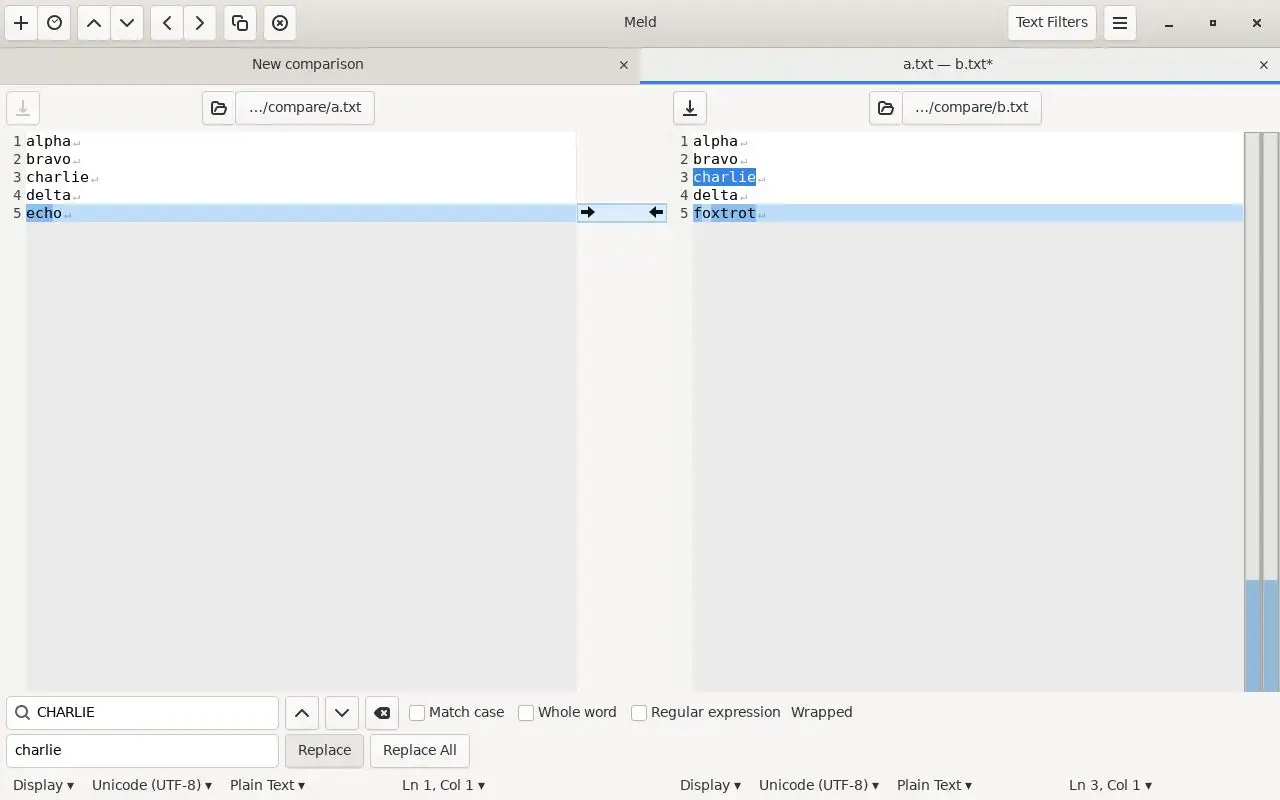 Meld
Text Filters
New comparison
a.txt — b.txt*
.../compare/a.txt
.../compare/b.txt
1 alpha
2 bravo
3 charlie
4 delta
5 echo
1 alpha
2 bravo
3 charlie
4 delta
5 foxtrot
CHARLIE
Match case
Whole word
Regular expression
Wrapped
charlie
Replace
Replace All
Display
Unicode (UTF-8)
Plain Text
Ln 1, Col 1
Display
Unicode (UTF-8)
Plain Text
Ln 3, Col 1